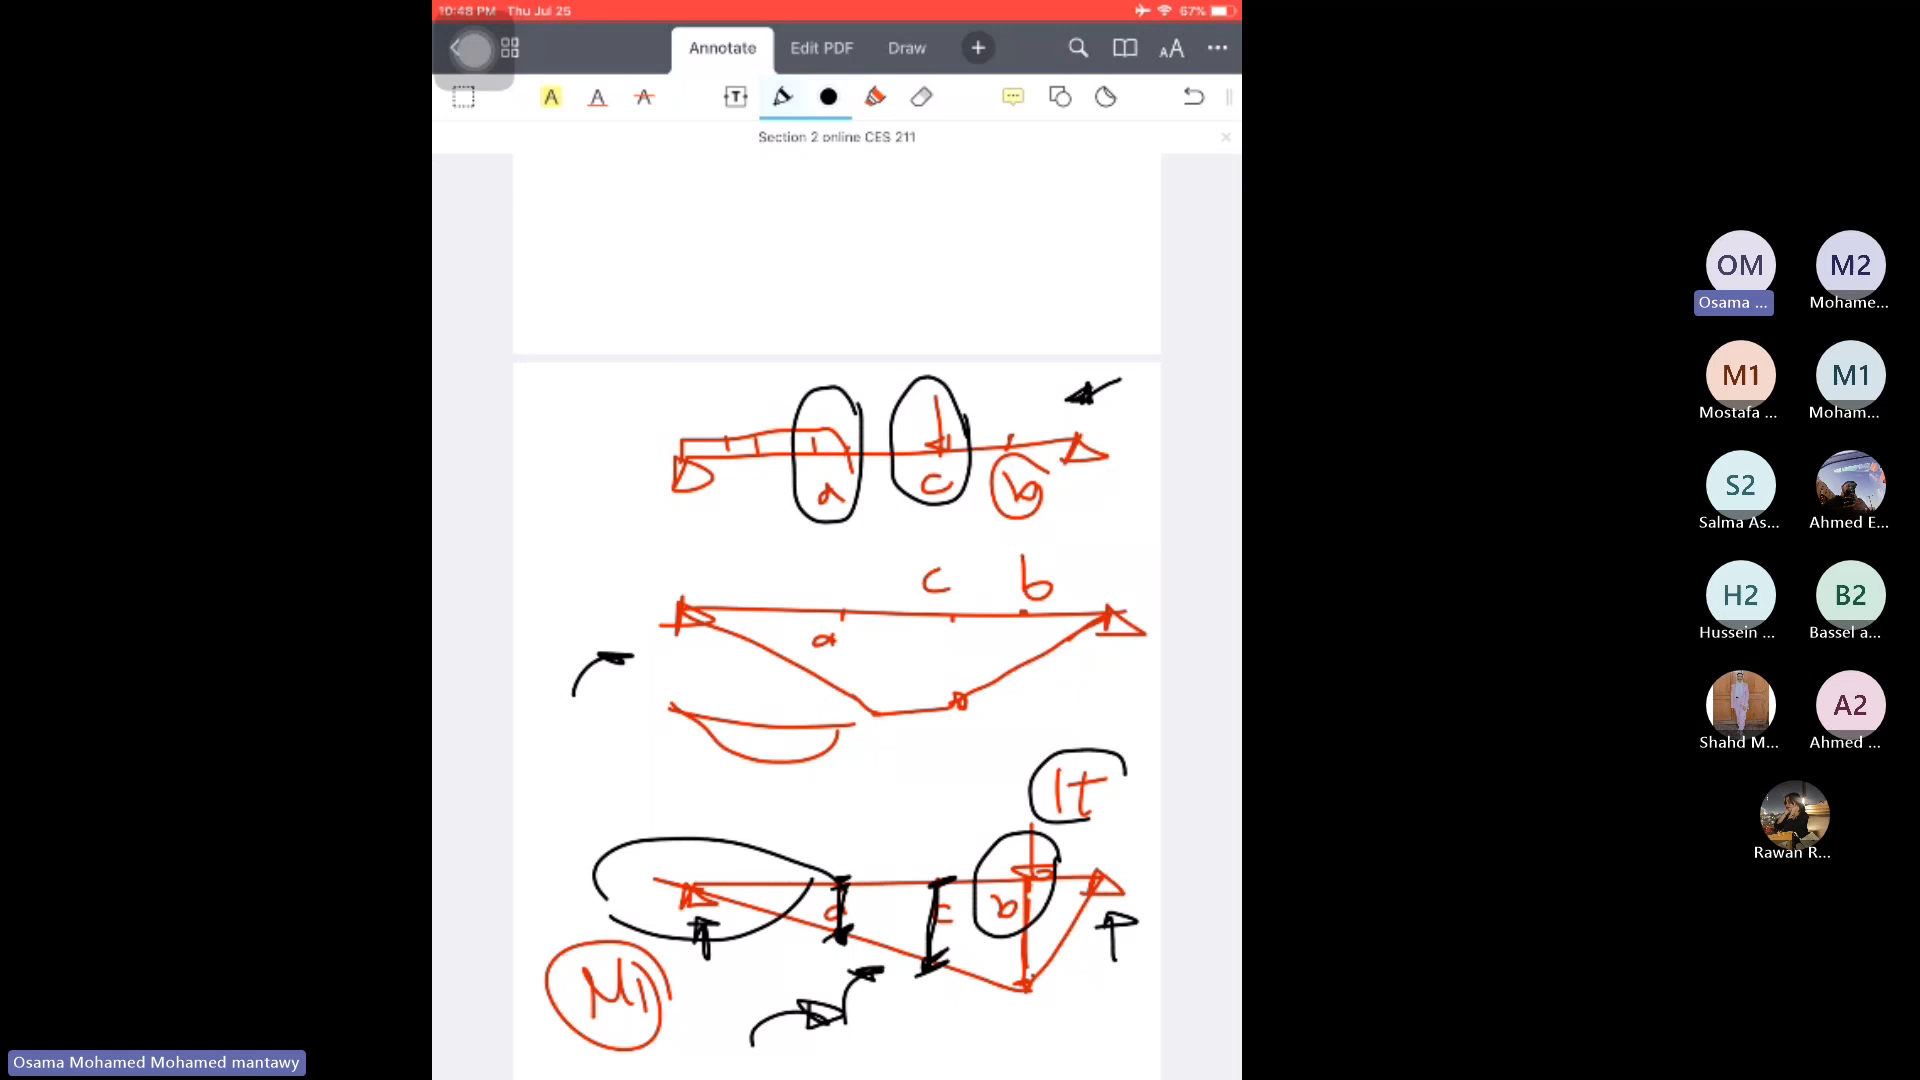 10:48 PM Thu Jul 25
67%
Annotate
Edit PDF
Draw
AA
A
A
A
T
Section 2 online CES 211
a
c
b
c
b
a
1t
a
c
b
M1
OM
Osama ...
M2
Mohame...
M1
Mostafa ...
M1
Moham...
S2
Salma As...
Ahmed E...
H2
Hussein ...
B2
Bassel a...
Shahd M...
A2
Ahmed ...
Rawan R...
Osama Mohamed Mohamed mantawy